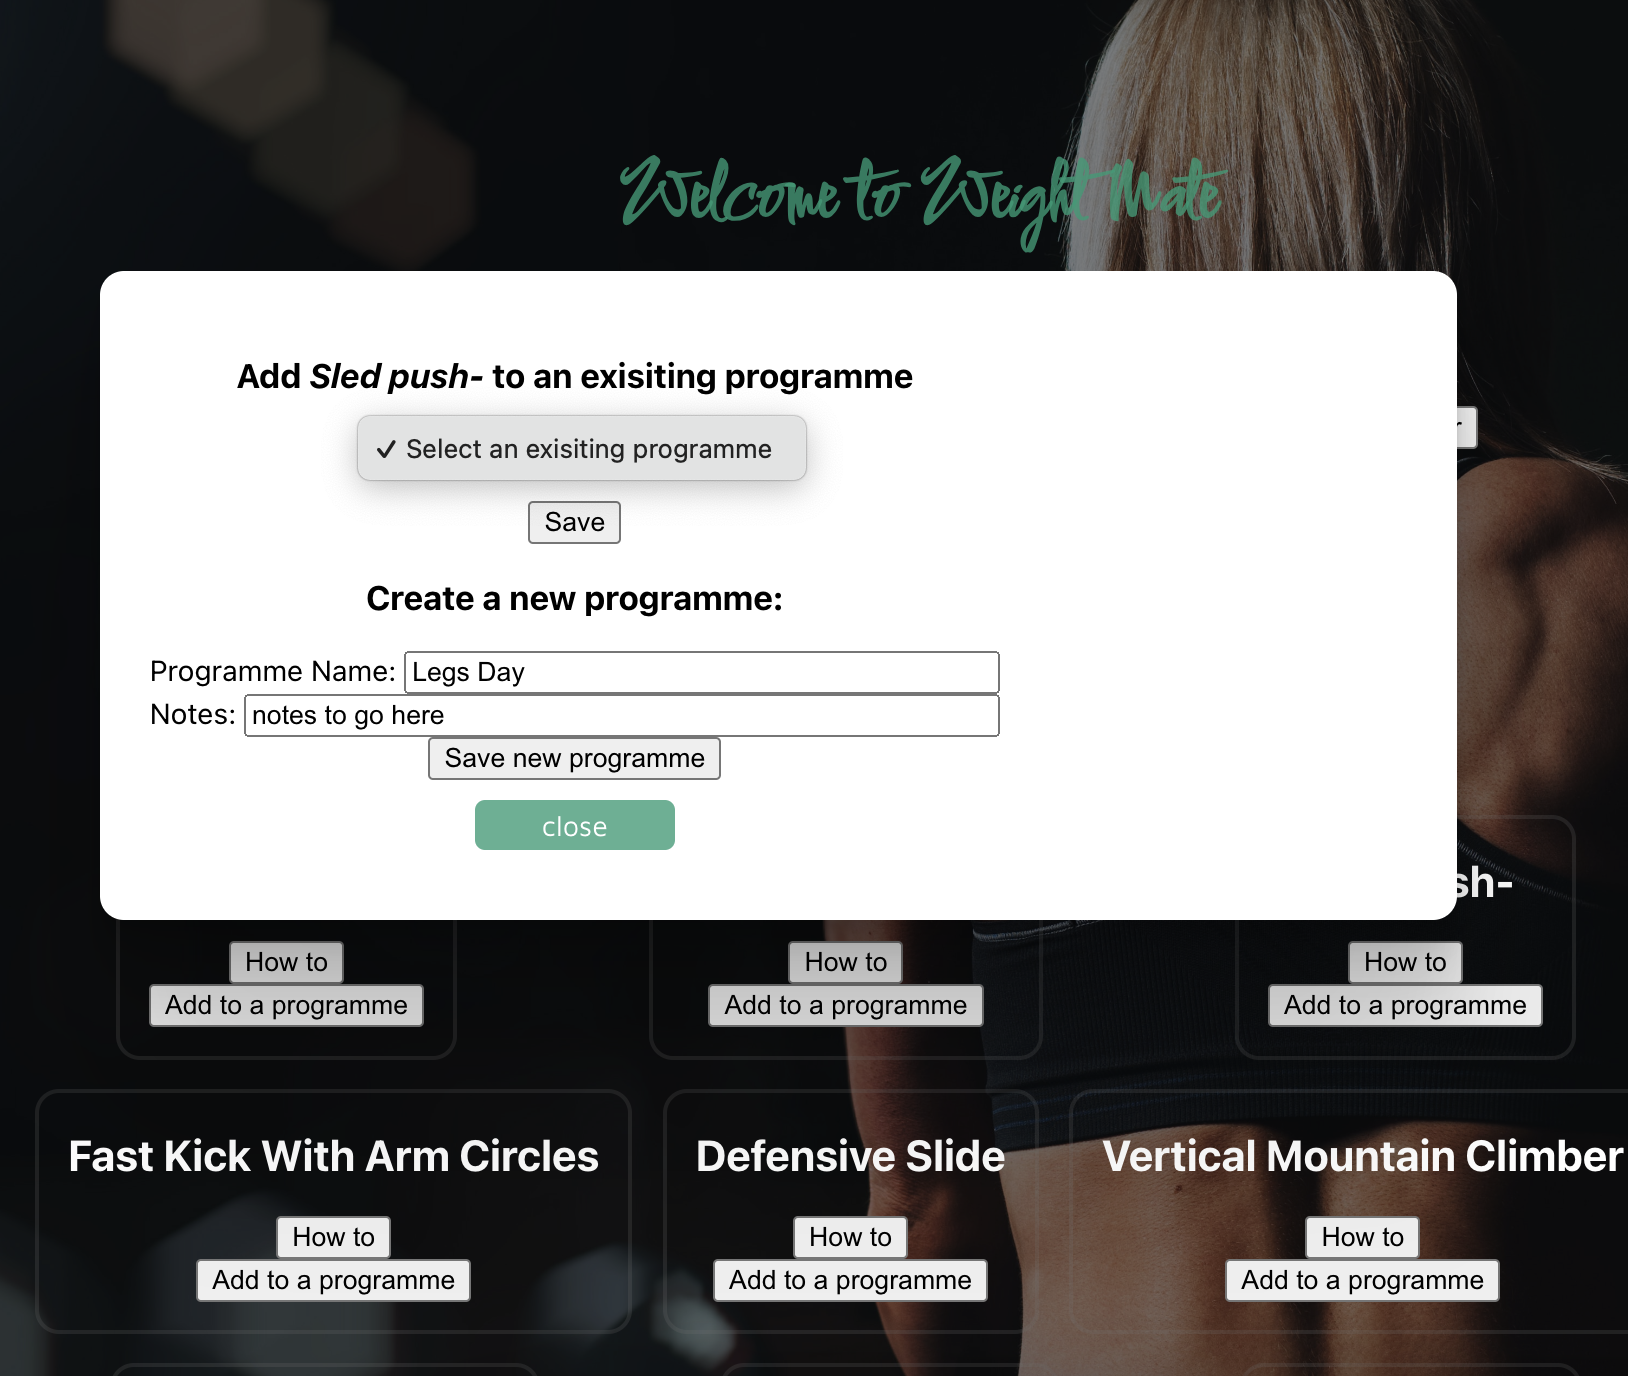 Welcome to Weight Mate
Add Sled push- to an exisiting programme
✓ Select an exisiting programme
Save
Create a new programme:
Programme Name: Legs Day
Notes: notes to go here
Save new programme
close
sh-
How to
Add to a programme
How to
Add to a programme
How to
Add to a programme
Fast Kick With Arm Circles
How to
Add to a programme
Defensive Slide
How to
Add to a programme
Vertical Mountain Climber
How to
Add to a programme